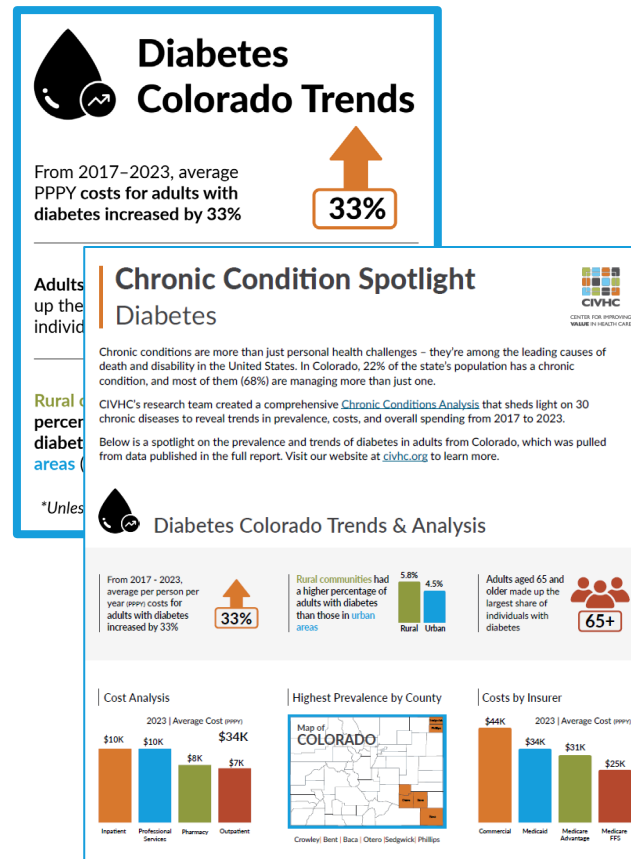 Diabetes
Colorado Trends
From 2017–2023, average
PPPY costs for adults with
diabetes increased by 33%
33%
Adults
up the
individ
Rural
percen
diabet
areas (
*Unles
Chronic Condition Spotlight
Diabetes
CIVHC
CENTER FOR IMPROVING
VALUE IN HEALTH CARE
Chronic conditions are more than just personal health challenges – they're among the leading causes of
death and disability in the United States. In Colorado, 22% of the state's population has a chronic
condition, and most of them (68%) are managing more than just one.
CIVHC's research team created a comprehensive Chronic Conditions Analysis that sheds light on 30
chronic diseases to reveal trends in prevalence, costs, and overall spending from 2017 to 2023.
Below is a spotlight on the prevalence and trends of diabetes in adults from Colorado, which was pulled
from data published in the full report. Visit our website at civhc.org to learn more.
Diabetes Colorado Trends & Analysis
From 2017 - 2023,
average per person per
year (PPPY) costs for
adults with diabetes
increased by 33%
33%
Rural communities had
a higher percentage of
adults with diabetes
than those in urban
areas
5.8%
4.5%
Rural Urban
Adults aged 65 and
older made up the
largest share of
individuals with
diabetes
65+
Cost Analysis
2023 | Average Cost (PPPY)
$34K
$10K
$10K
$8K
$7K
Inpatient
Professional
Services
Pharmacy
Outpatient
Highest Prevalence by County
Map of
COLORADO
Crowley| Bent | Baca | Otero |Sedgwick| Phillips
Costs by Insurer
2023 | Average Cost (PPPY)
$44K
$34K
$31K
$25K
Commercial
Medicaid
Medicare
Advantage
Medicare
FFS